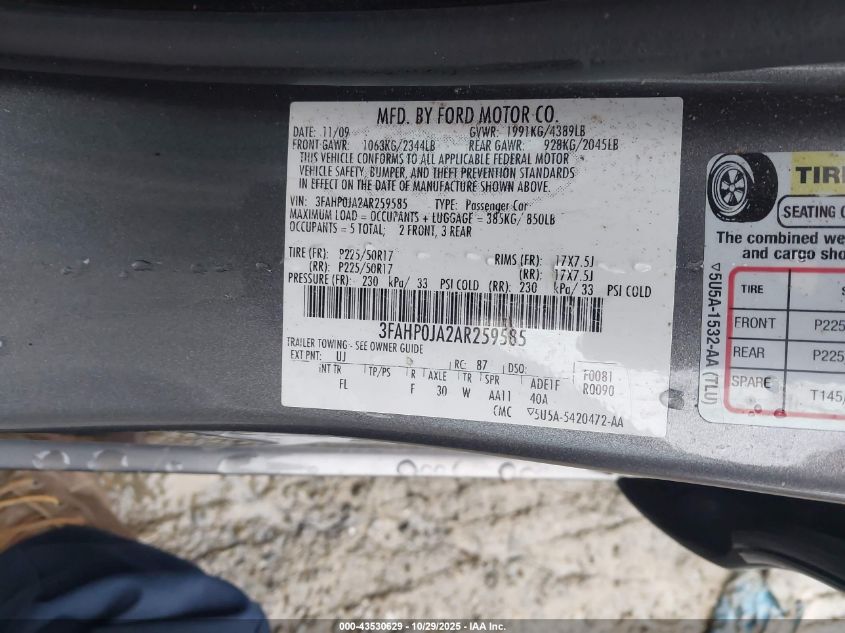 MFD. BY FORD MOTOR CO.
DATE: 11/09 GVWR: 1991KG/4389LB
FRONT GAWR: 1063KG/2344LB REAR GAWR: 928KG/2045LB
THIS VEHICLE CONFORMS TO ALL APPLICABLE FEDERAL MOTOR
VEHICLE SAFETY, BUMPER, AND THEFT PREVENTION STANDARDS
IN EFFECT ON THE DATE OF MANUFACTURE SHOWN ABOVE.
VIN: 3FAHP0JA2AR259585 TYPE: Passenger Car
MAXIMUM LOAD = OCCUPANTS + LUGGAGE = 385KG/ 850LB
OCCUPANTS = 5 TOTAL; 2 FRONT, 3 REAR
TIRE (FR): P225/50R17 RIMS (FR): 17X7.5J
(RR): P225/50R17 (RR): 17X7.5J
PRESSURE (FR): 230 kPa/ 33 PSI COLD (RR): 230 kPa/ 33 PSI COLD
3FAHP0JA2AR259585
TRAILER TOWING - SEE OWNER GUIDE
EXT PNT: UJ RC: 87 DSO: F0081
INT TR TP/PS R AXLE TR SPR ADE1F R0090
FL F 30 W AA11 40A
CMC ▽5U5A-5420472-AA
TIRE
SEATING
The combined
and cargo
TIRE
FRONT P225
REAR P225
SPARE T145/
▽5U5A-1532-AA (TLU)
000-43530629 - 10/29/2025 - IAA Inc.